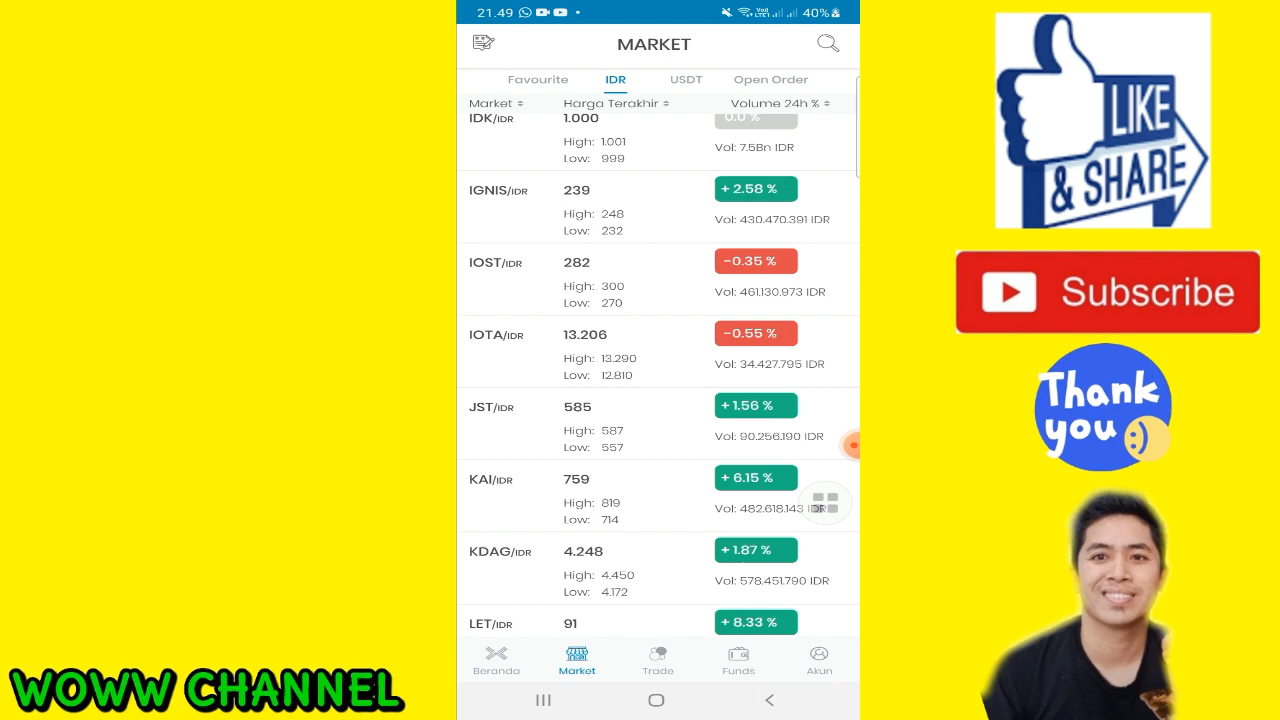 21.49
40%
MARKET
Favourite IDR USDT Open Order
Market Harga Terakhir Volume 24h %
IDK/IDR 1.000 0.0 %
High: 1.001
Low: 999
Vol: 7.5Bn IDR
IGNIS/IDR 239 + 2.58 %
High: 248
Low: 232
Vol: 430.470.391 IDR
IOST/IDR 282 -0.35 %
High: 300
Low: 270
Vol: 461.130.973 IDR
IOTA/IDR 13.206 -0.55 %
High: 13.290
Low: 12.810
Vol: 34.427.795 IDR
JST/IDR 585 + 1.56 %
High: 587
Low: 557
Vol: 90.256.190 IDR
KAI/IDR 759 + 6.15 %
High: 819
Low: 714
Vol: 482.618.143 IDR
KDAG/IDR 4.248 + 1.87 %
High: 4.450
Low: 4.172
Vol: 578.451.790 IDR
LET/IDR 91 + 8.33 %
Beranda Market Trade Funds Akun
LIKE
& SHARE
Subscribe
Thank
you
WOWW CHANNEL